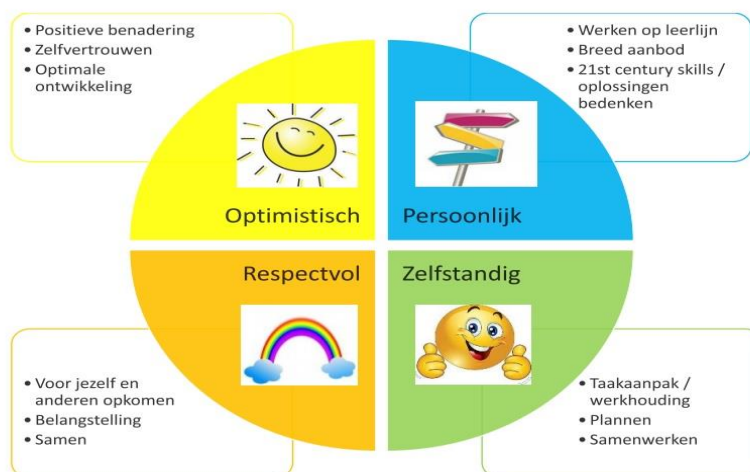 • Positieve benadering
• Zelfvertrouwen
• Optimale
ontwikkeling
Optimistisch
• Werken op leerlijn
• Breed aanbod
• 21st century skills /
oplossingen
bedenken
Persoonlijk
Respectvol
• Voor jezelf en
anderen opkomen
• Belangstelling
• Samen
Zelfstandig
• Taakaanpak /
werkhouding
• Plannen
• Samenwerken